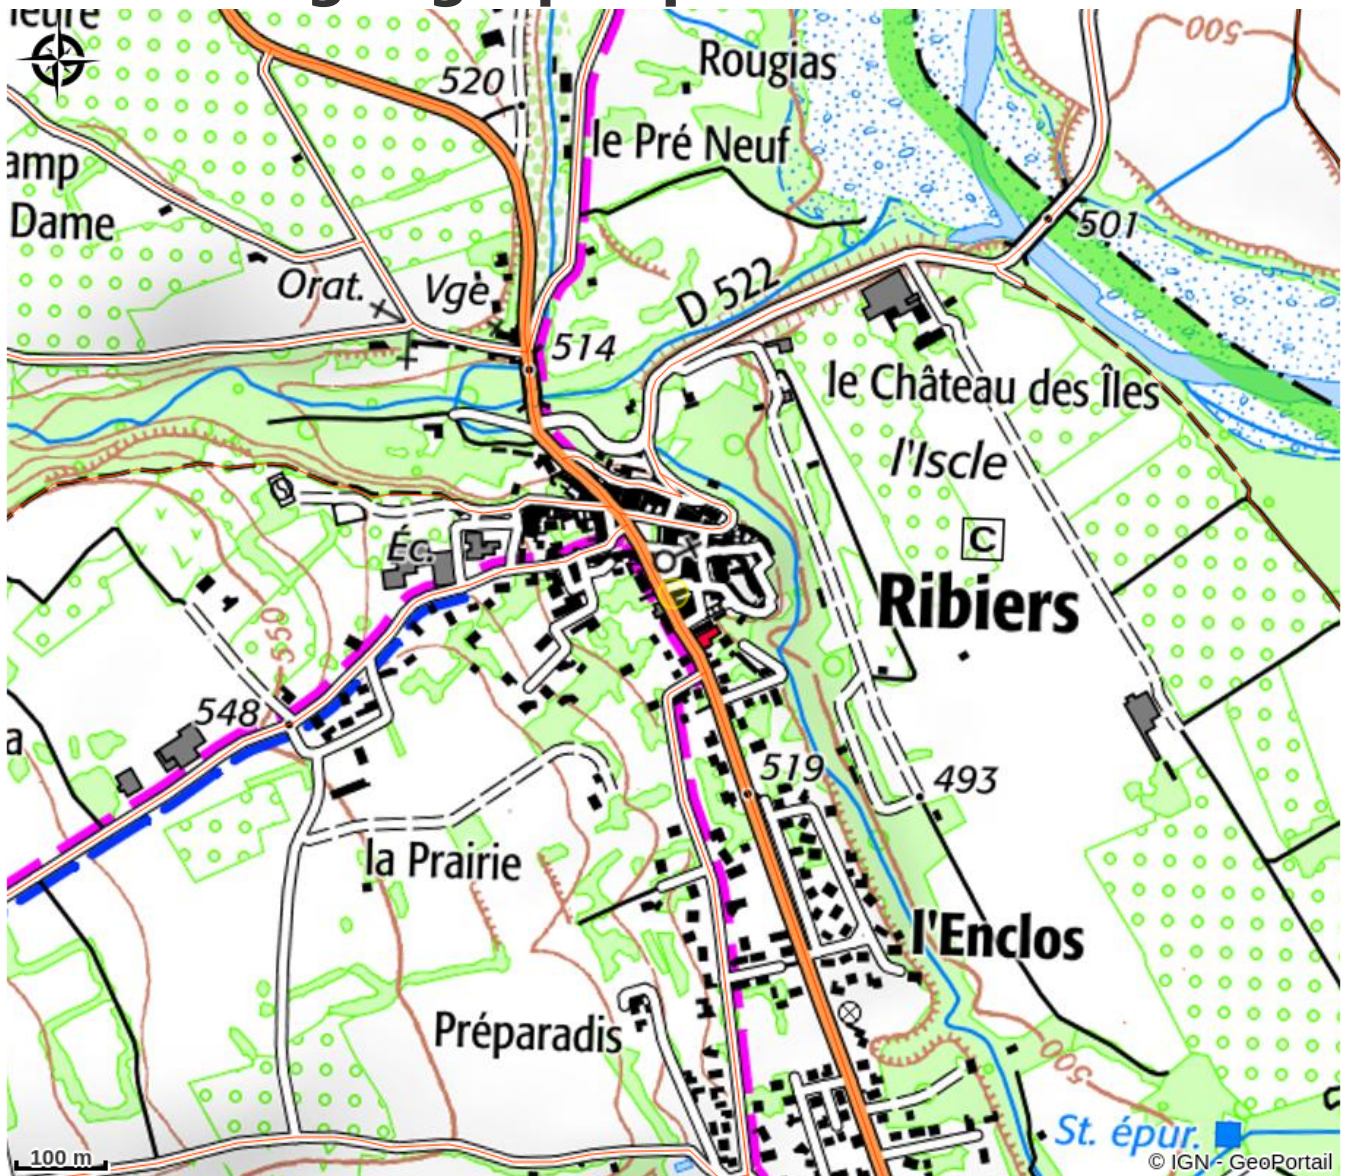 Rougias
520
500
le Pré Neuf
amp
Dame
501
Orat.
Vge
D 522
514
le Château des Îles
l'Iscle
Éc.
C
Ribiers
550
548
a
519
493
la Prairie
l'Enclos
Préparadis
500
St. épur.
100 m
© IGN - GeoPortail